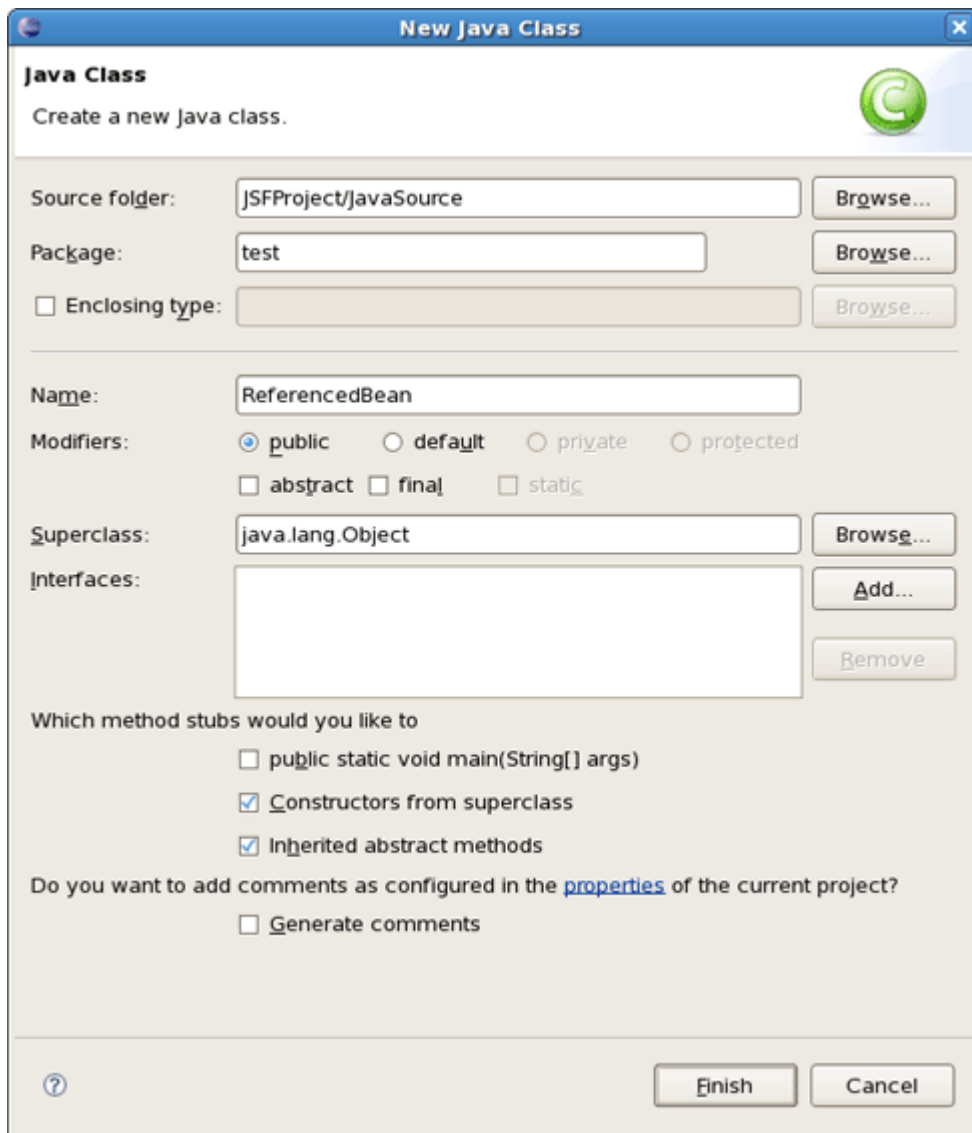 New Java Class
Java Class
Create a new Java class.
Source folder: JSFProject/JavaSource Browse...
Package: test Browse...
Enclosing type: Browse...
Name: ReferencedBean
Modifiers: public default private protected
abstract final static
Superclass: java.lang.Object Browse...
Interfaces: Add...
Remove
Which method stubs would you like to
public static void main(String[] args)
Constructors from superclass
Inherited abstract methods
Do you want to add comments as configured in the properties of the current project?
Generate comments
? Finish Cancel